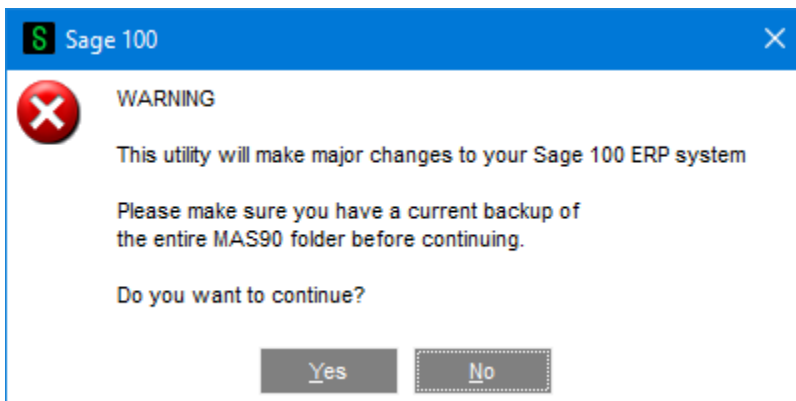 S Sage 100
WARNING
This utility will make major changes to your Sage 100 ERP system
Please make sure you have a current backup of
the entire MAS90 folder before continuing.
Do you want to continue?
Yes No